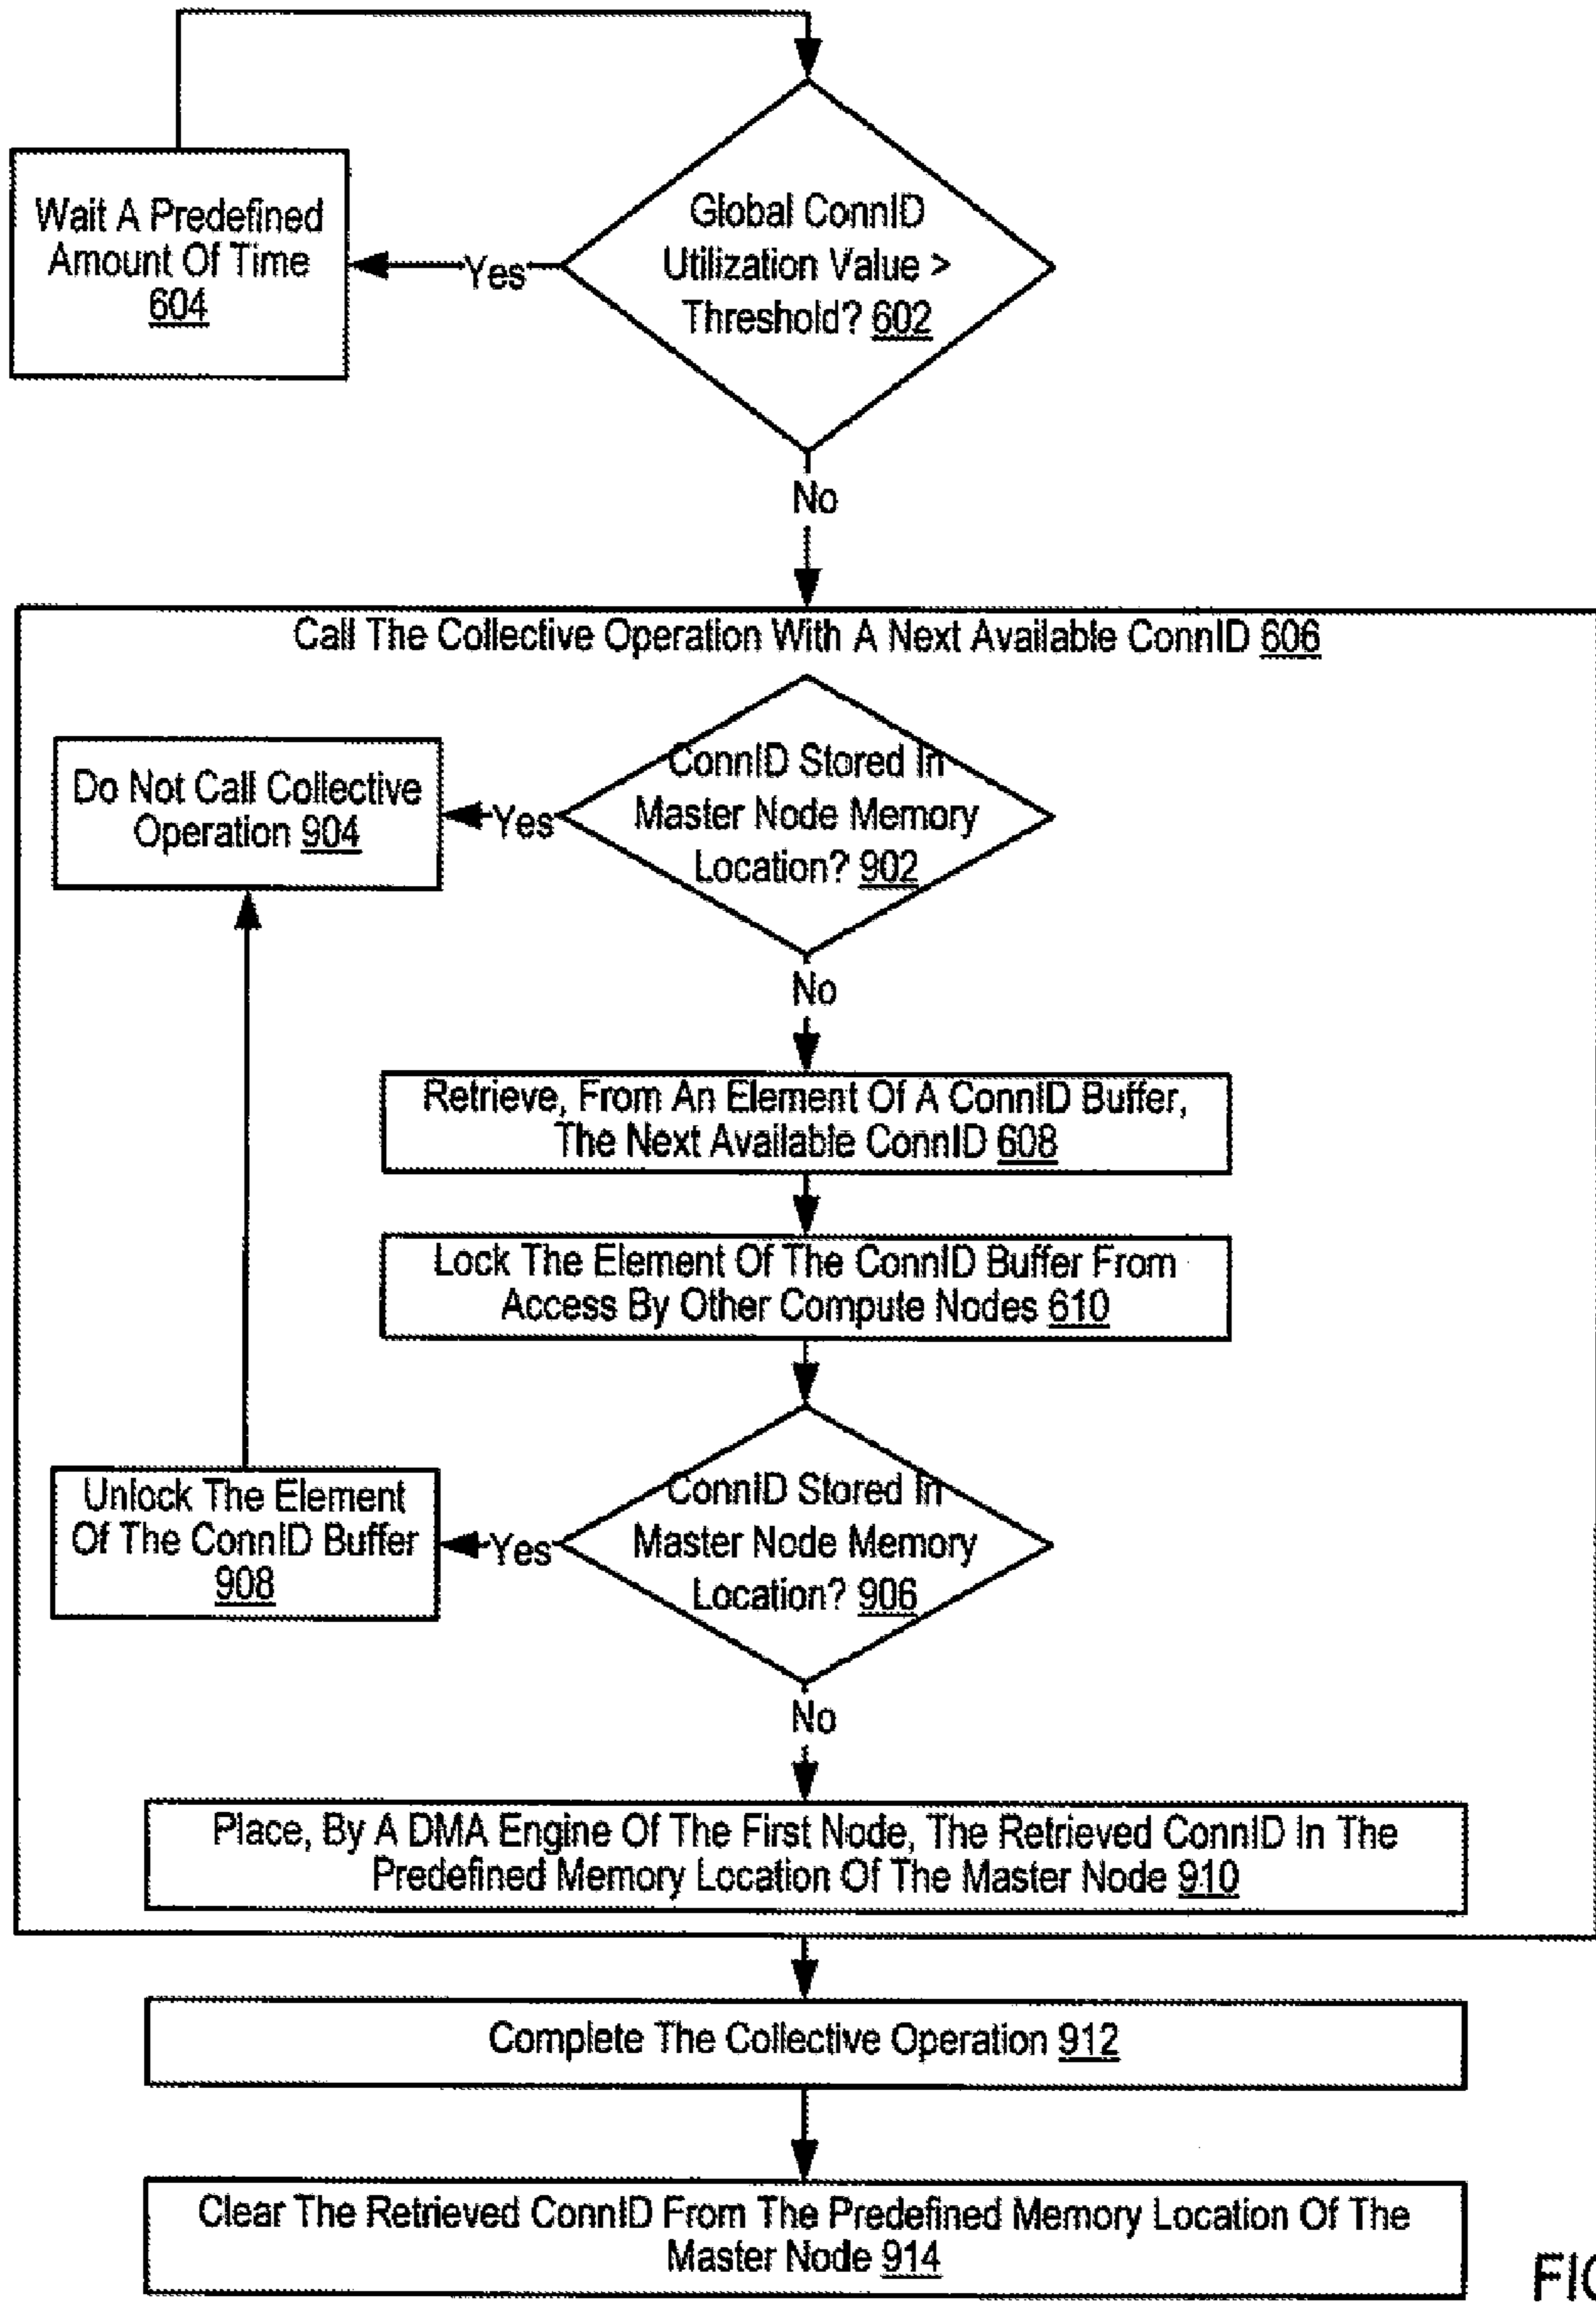 Wait A Predefined
Amount Of Time
604
Yes
Global ConnID
Utilization Value >
Threshold? 602
No
Call The Collective Operation With A Next Available ConnID 606
Do Not Call Collective
Operation 904
Yes
ConnID Stored In
Master Node Memory
Location? 902
No
Retrieve, From An Element Of A ConnID Buffer,
The Next Available ConnID 608
Lock The Element Of The ConnID Buffer From
Access By Other Compute Nodes 610
Unlock The Element
Of The ConnID Buffer
908
Yes
ConnID Stored In
Master Node Memory
Location? 906
No
Place, By A DMA Engine Of The First Node, The Retrieved ConnID In The
Predefined Memory Location Of The Master Node 910
Complete The Collective Operation 912
Clear The Retrieved ConnID From The Predefined Memory Location Of The
Master Node 914